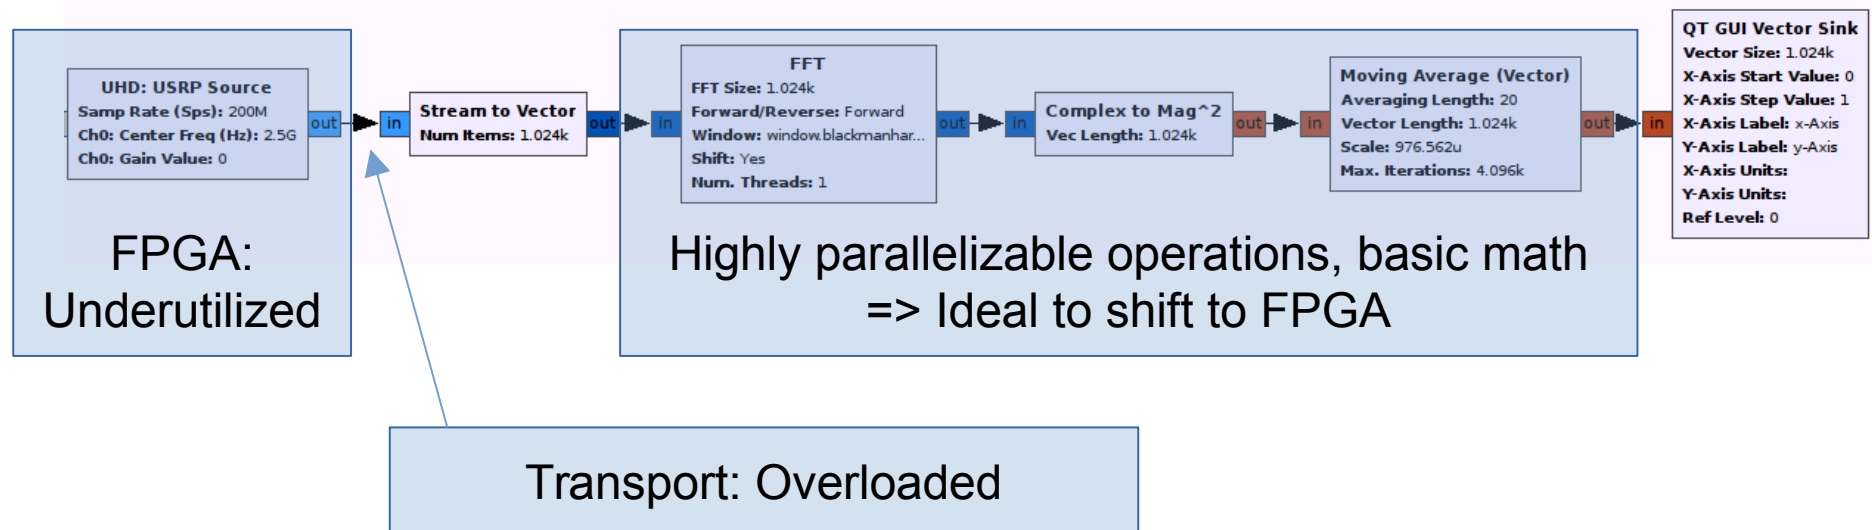 UHD: USRP Source
Samp Rate (Sps): 200M
Ch0: Center Freq (Hz): 2.5G
Ch0: Gain Value: 0
out
in
Stream to Vector
Num Items: 1.024k
out
in
FFT
FFT Size: 1.024k
Forward/Reverse: Forward
Window: window.blackmanhar...
Shift: Yes
Num. Threads: 1
out
in
Complex to Mag^2
Vec Length: 1.024k
out
in
Moving Average (Vector)
Averaging Length: 20
Vector Length: 1.024k
Scale: 976.562u
Max. Iterations: 4.096k
out
in
QT GUI Vector Sink
Vector Size: 1.024k
X-Axis Start Value: 0
X-Axis Step Value: 1
X-Axis Label: x-Axis
Y-Axis Label: y-Axis
X-Axis Units:
Y-Axis Units:
Ref Level: 0
FPGA:
Underutilized
Highly parallelizable operations, basic math
=> Ideal to shift to FPGA
Transport: Overloaded